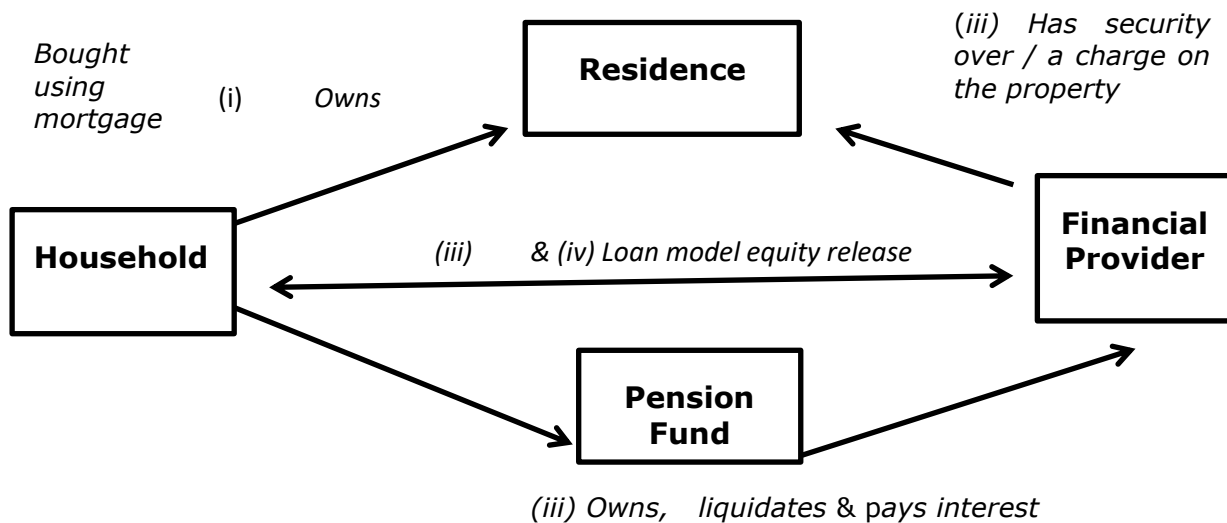 Bought
using
mortgage
(i) Owns
Residence
(iii) Has security
over / a charge on
the property
Household
(iii) & (iv) Loan model equity release
Financial
Provider
Pension
Fund
(iii) Owns, liquidates & pays interest